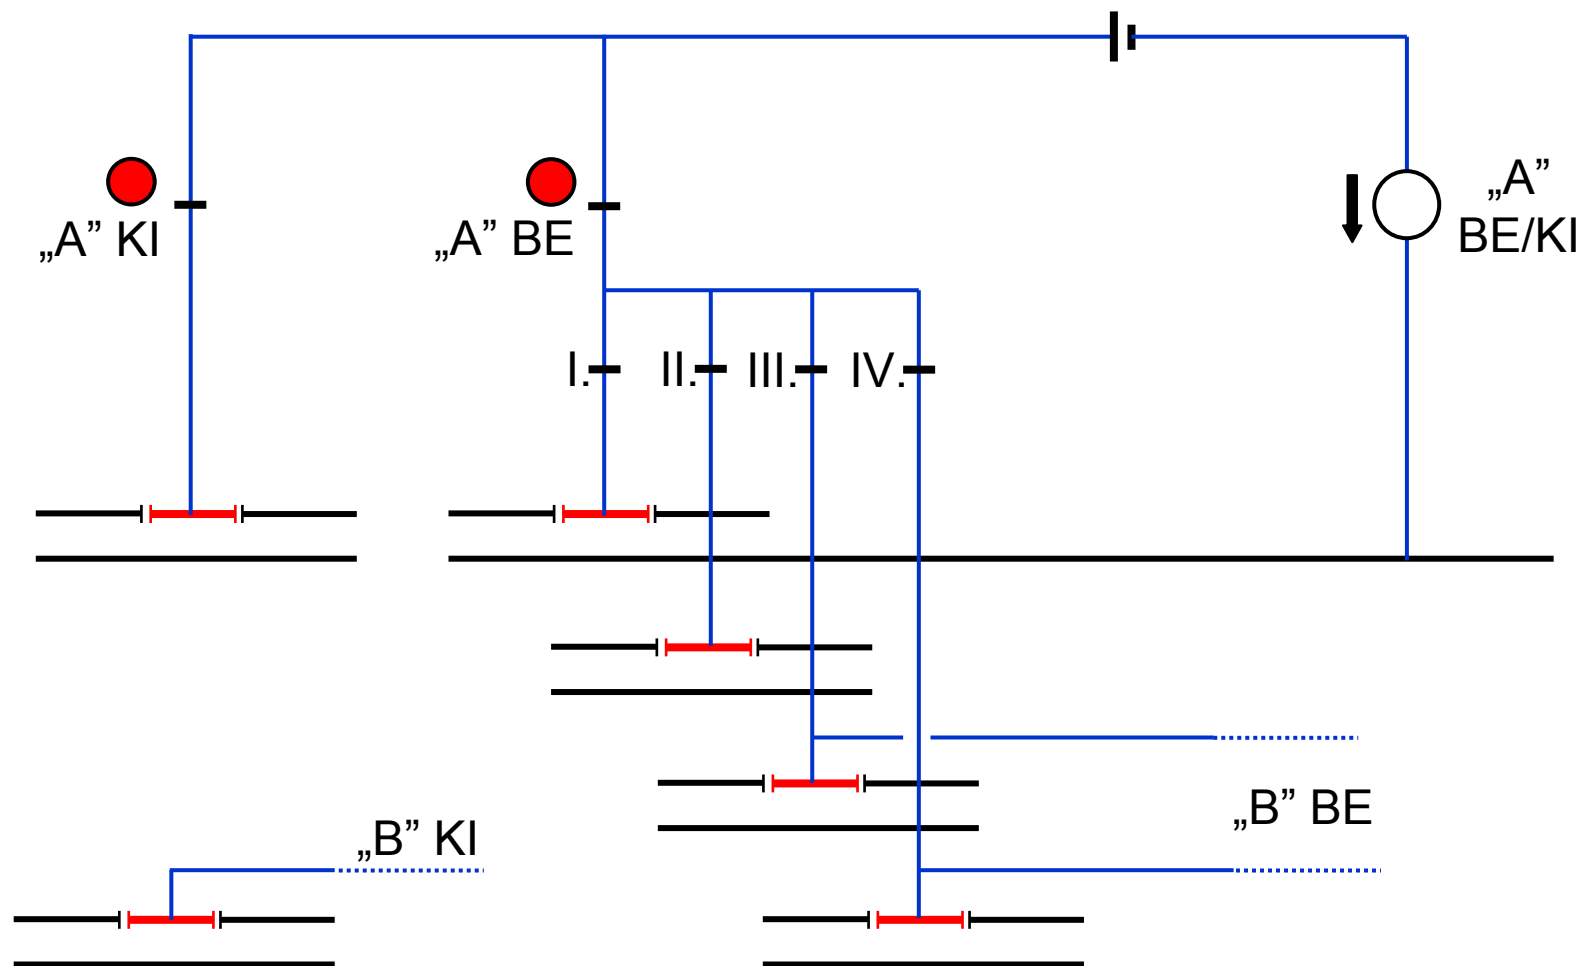 „A” KI
„A” BE
„A”
BE/KI
I.
II.
III.
IV.
„B” KI
„B” BE